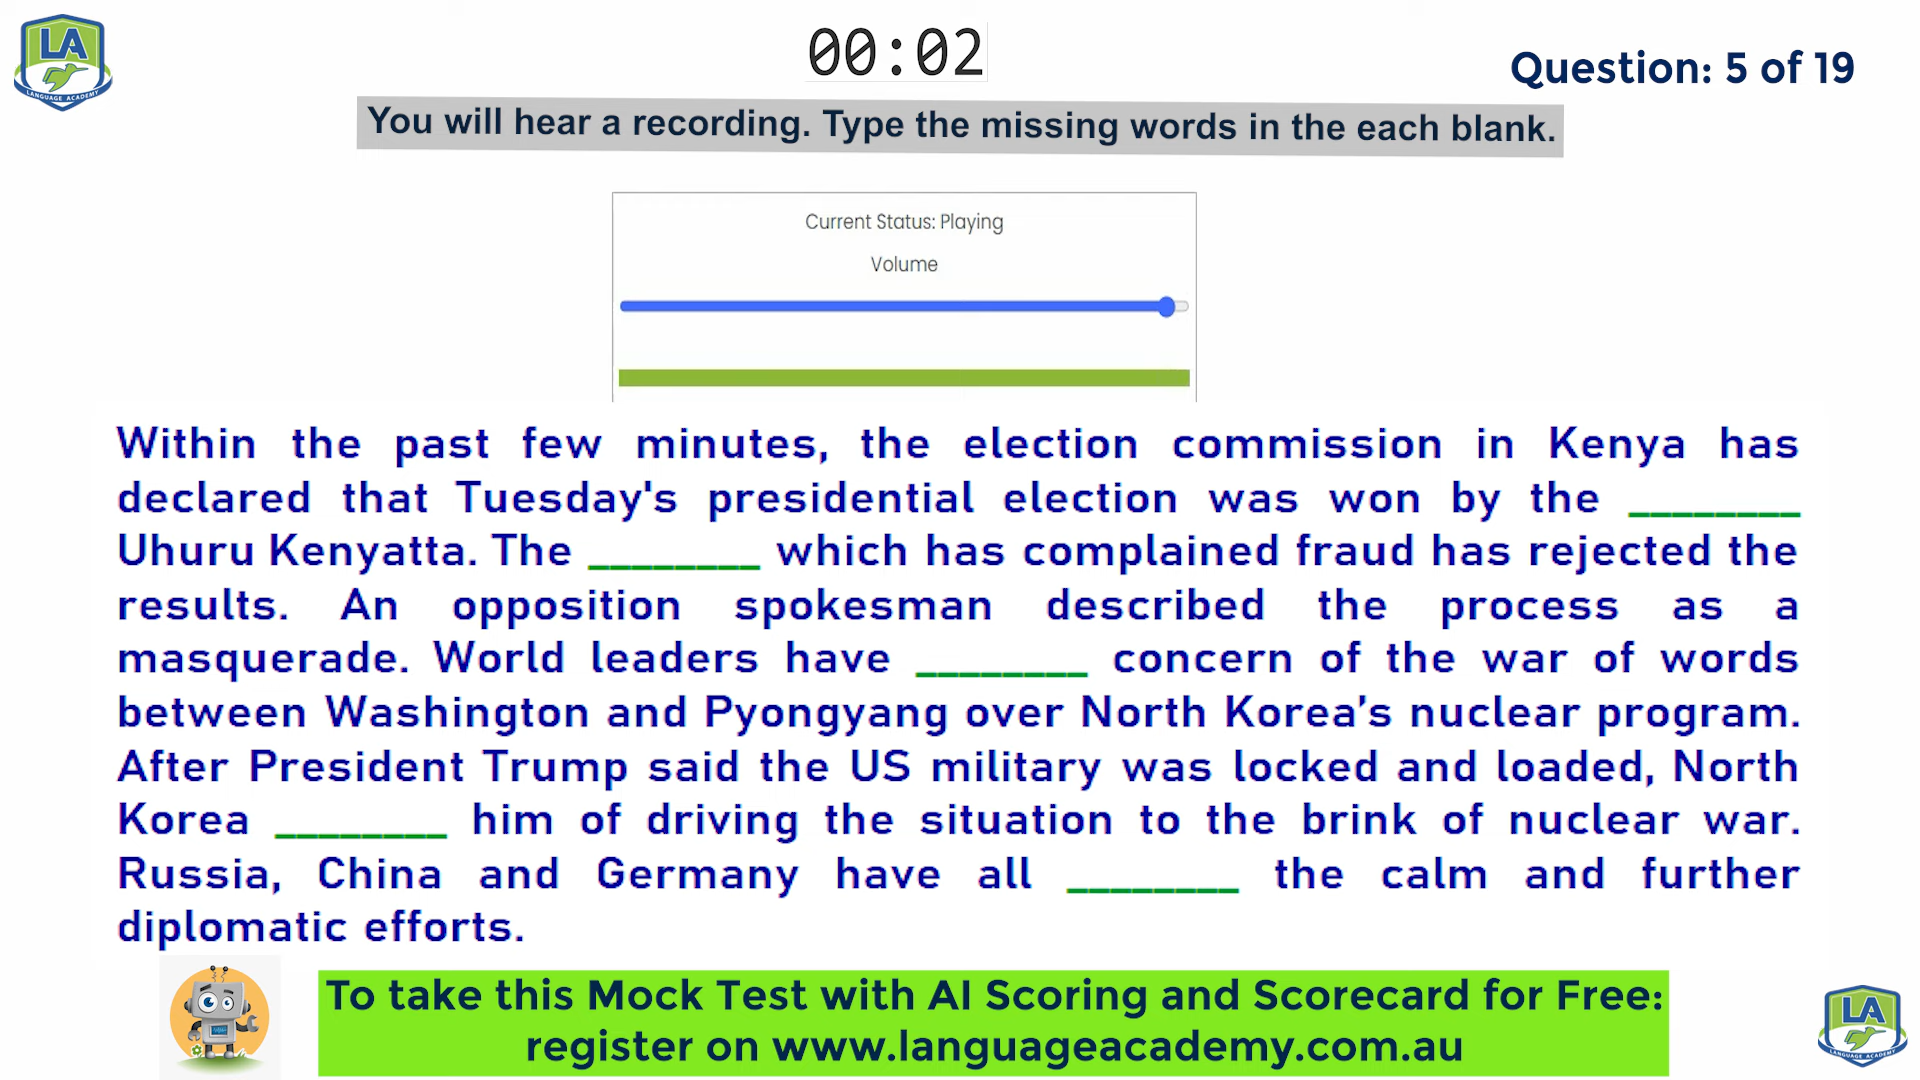 LA
LANGUAGE ACADEMY
00:02
Question: 5 of 19
You will hear a recording. Type the missing words in the each blank.
Current Status: Playing
Volume
Within the past few minutes, the election commission in Kenya has
declared that Tuesday's presidential election was won by the ________
Uhuru Kenyatta. The ________ which has complained fraud has rejected the
results. An opposition spokesman described the process as a
masquerade. World leaders have ________ concern of the war of words
between Washington and Pyongyang over North Korea’s nuclear program.
After President Trump said the US military was locked and loaded, North
Korea ________ him of driving the situation to the brink of nuclear war.
Russia, China and Germany have all ________ the calm and further
diplomatic efforts.
To take this Mock Test with AI Scoring and Scorecard for Free:
register on www.languageacademy.com.au
LA
LANGUAGE ACADEMY